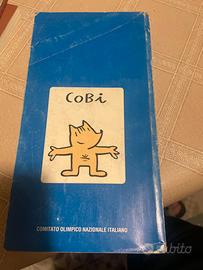 CoBi
COMITATO OLIMPICO NAZIONALE ITALIANO
subito